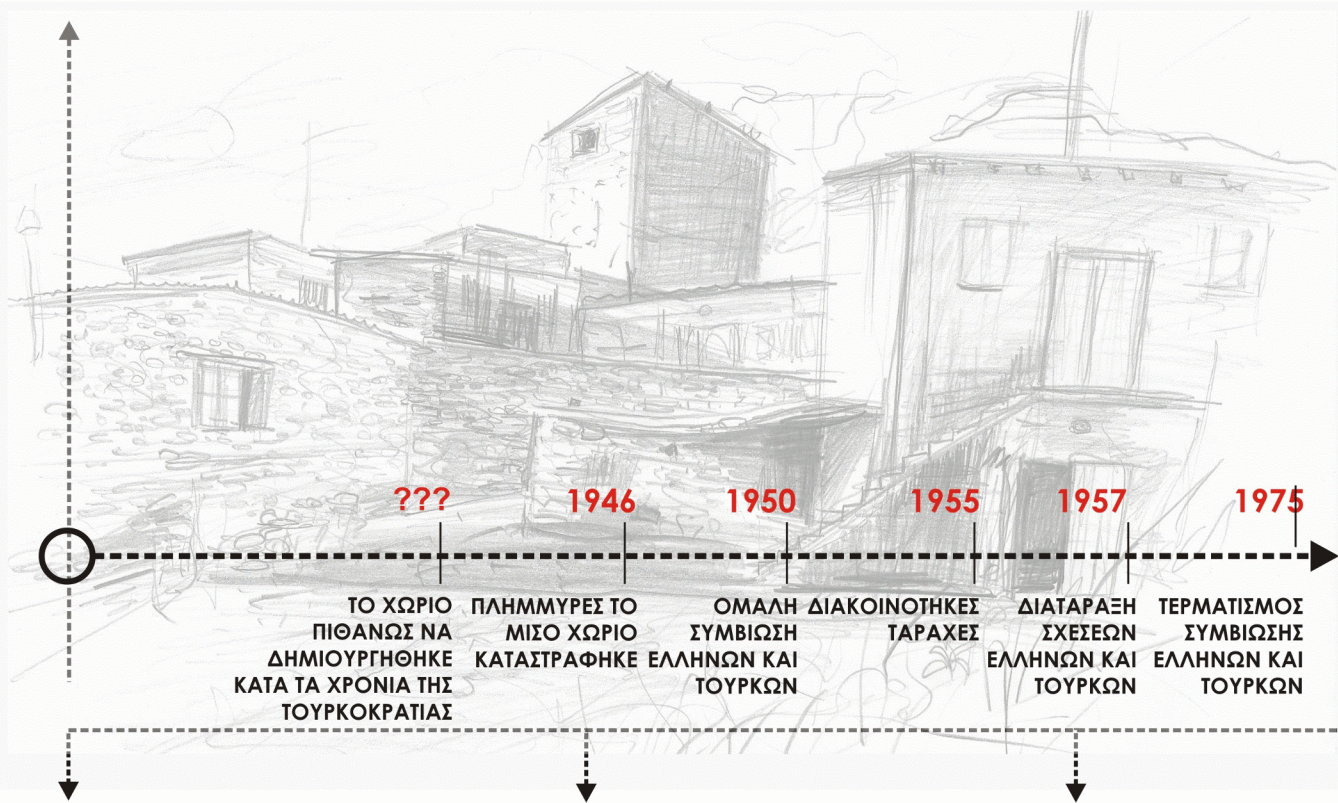 ???
1946
1950
1955
1957
1975
ΤΟ ΧΩΡΙΟ
ΠΙΘΑΝΩΣ ΝΑ
ΔΗΜΙΟΥΡΓΗΘΗΚΕ
ΚΑΤΑ ΤΑ ΧΡΟΝΙΑ ΤΗΣ
ΤΟΥΡΚΟΚΡΑΤΙΑΣ
ΠΛΗΜΜΥΡΕΣ ΤΟ
ΜΙΣΟ ΧΩΡΙΟ
ΚΑΤΑΣΤΡΑΦΗΚΕ
ΟΜΑΛΗ
ΣΥΜΒΙΩΣΗ
ΕΛΛΗΝΩΝ ΚΑΙ
ΤΟΥΡΚΩΝ
ΔΙΑΚΟΙΝΟΤΗΚΕΣ
ΤΑΡΑΧΕΣ
ΔΙΑΤΑΡΑΞΗ
ΣΧΕΣΕΩΝ
ΕΛΛΗΝΩΝ ΚΑΙ
ΤΟΥΡΚΩΝ
ΤΕΡΜΑΤΙΣΜΟΣ
ΣΥΜΒΙΩΣΗΣ
ΕΛΛΗΝΩΝ ΚΑΙ
ΤΟΥΡΚΩΝ